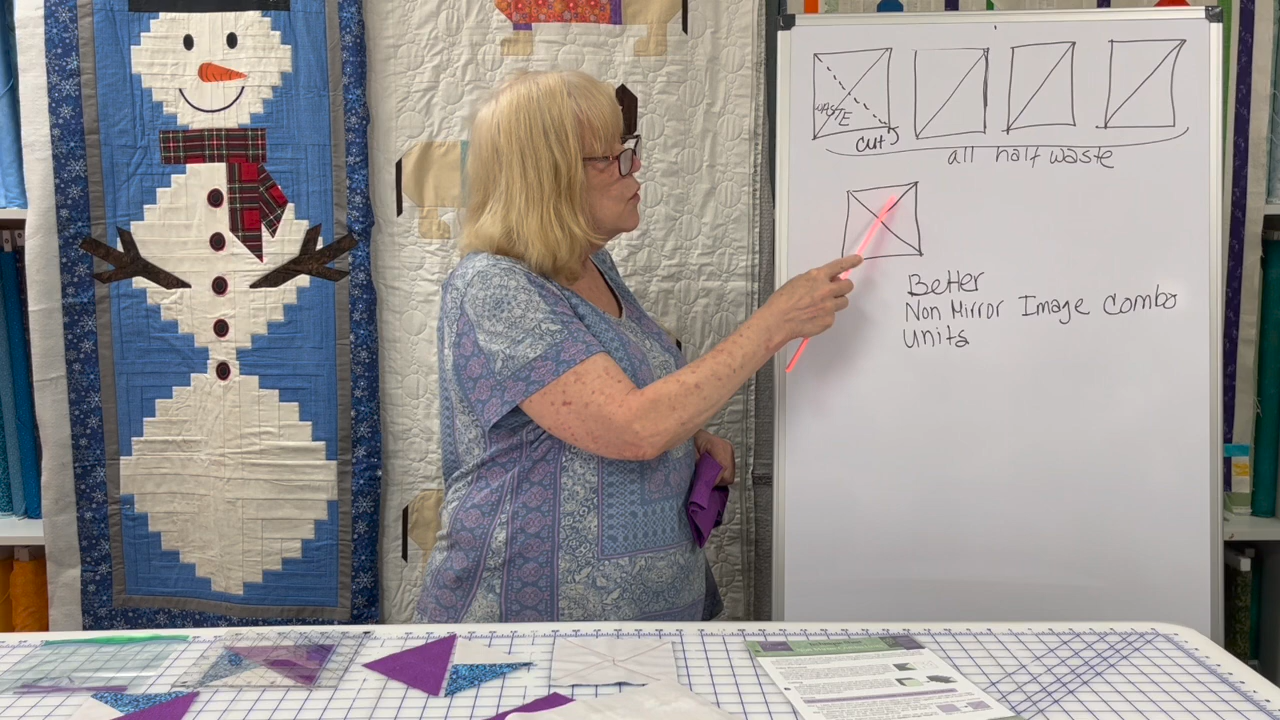 WASTE
cut
all half waste
Better
Non Mirror Image Combo
Units